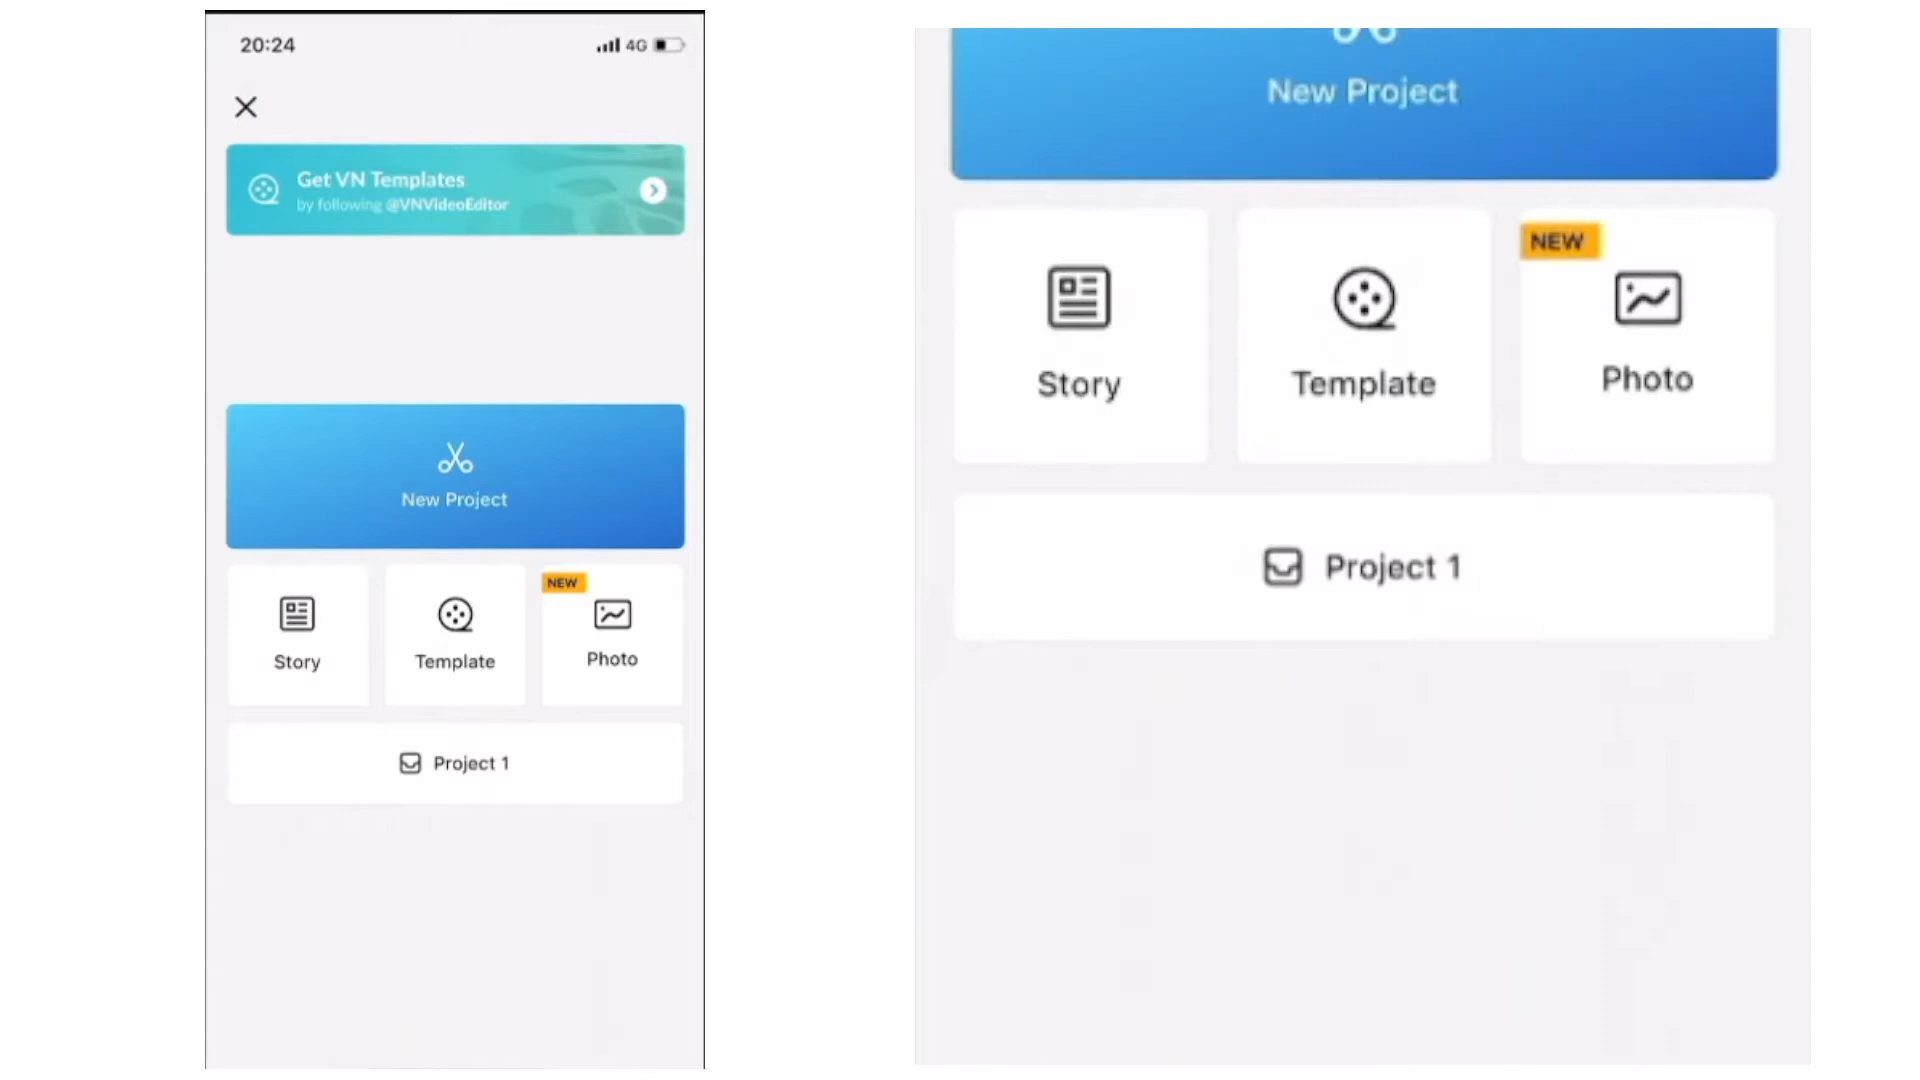 20:24
4G
Get VN Templates
by following @VNVideoEditor
New Project
NEW
Story
Template
Photo
Project 1
New Project
NEW
Story
Template
Photo
Project 1